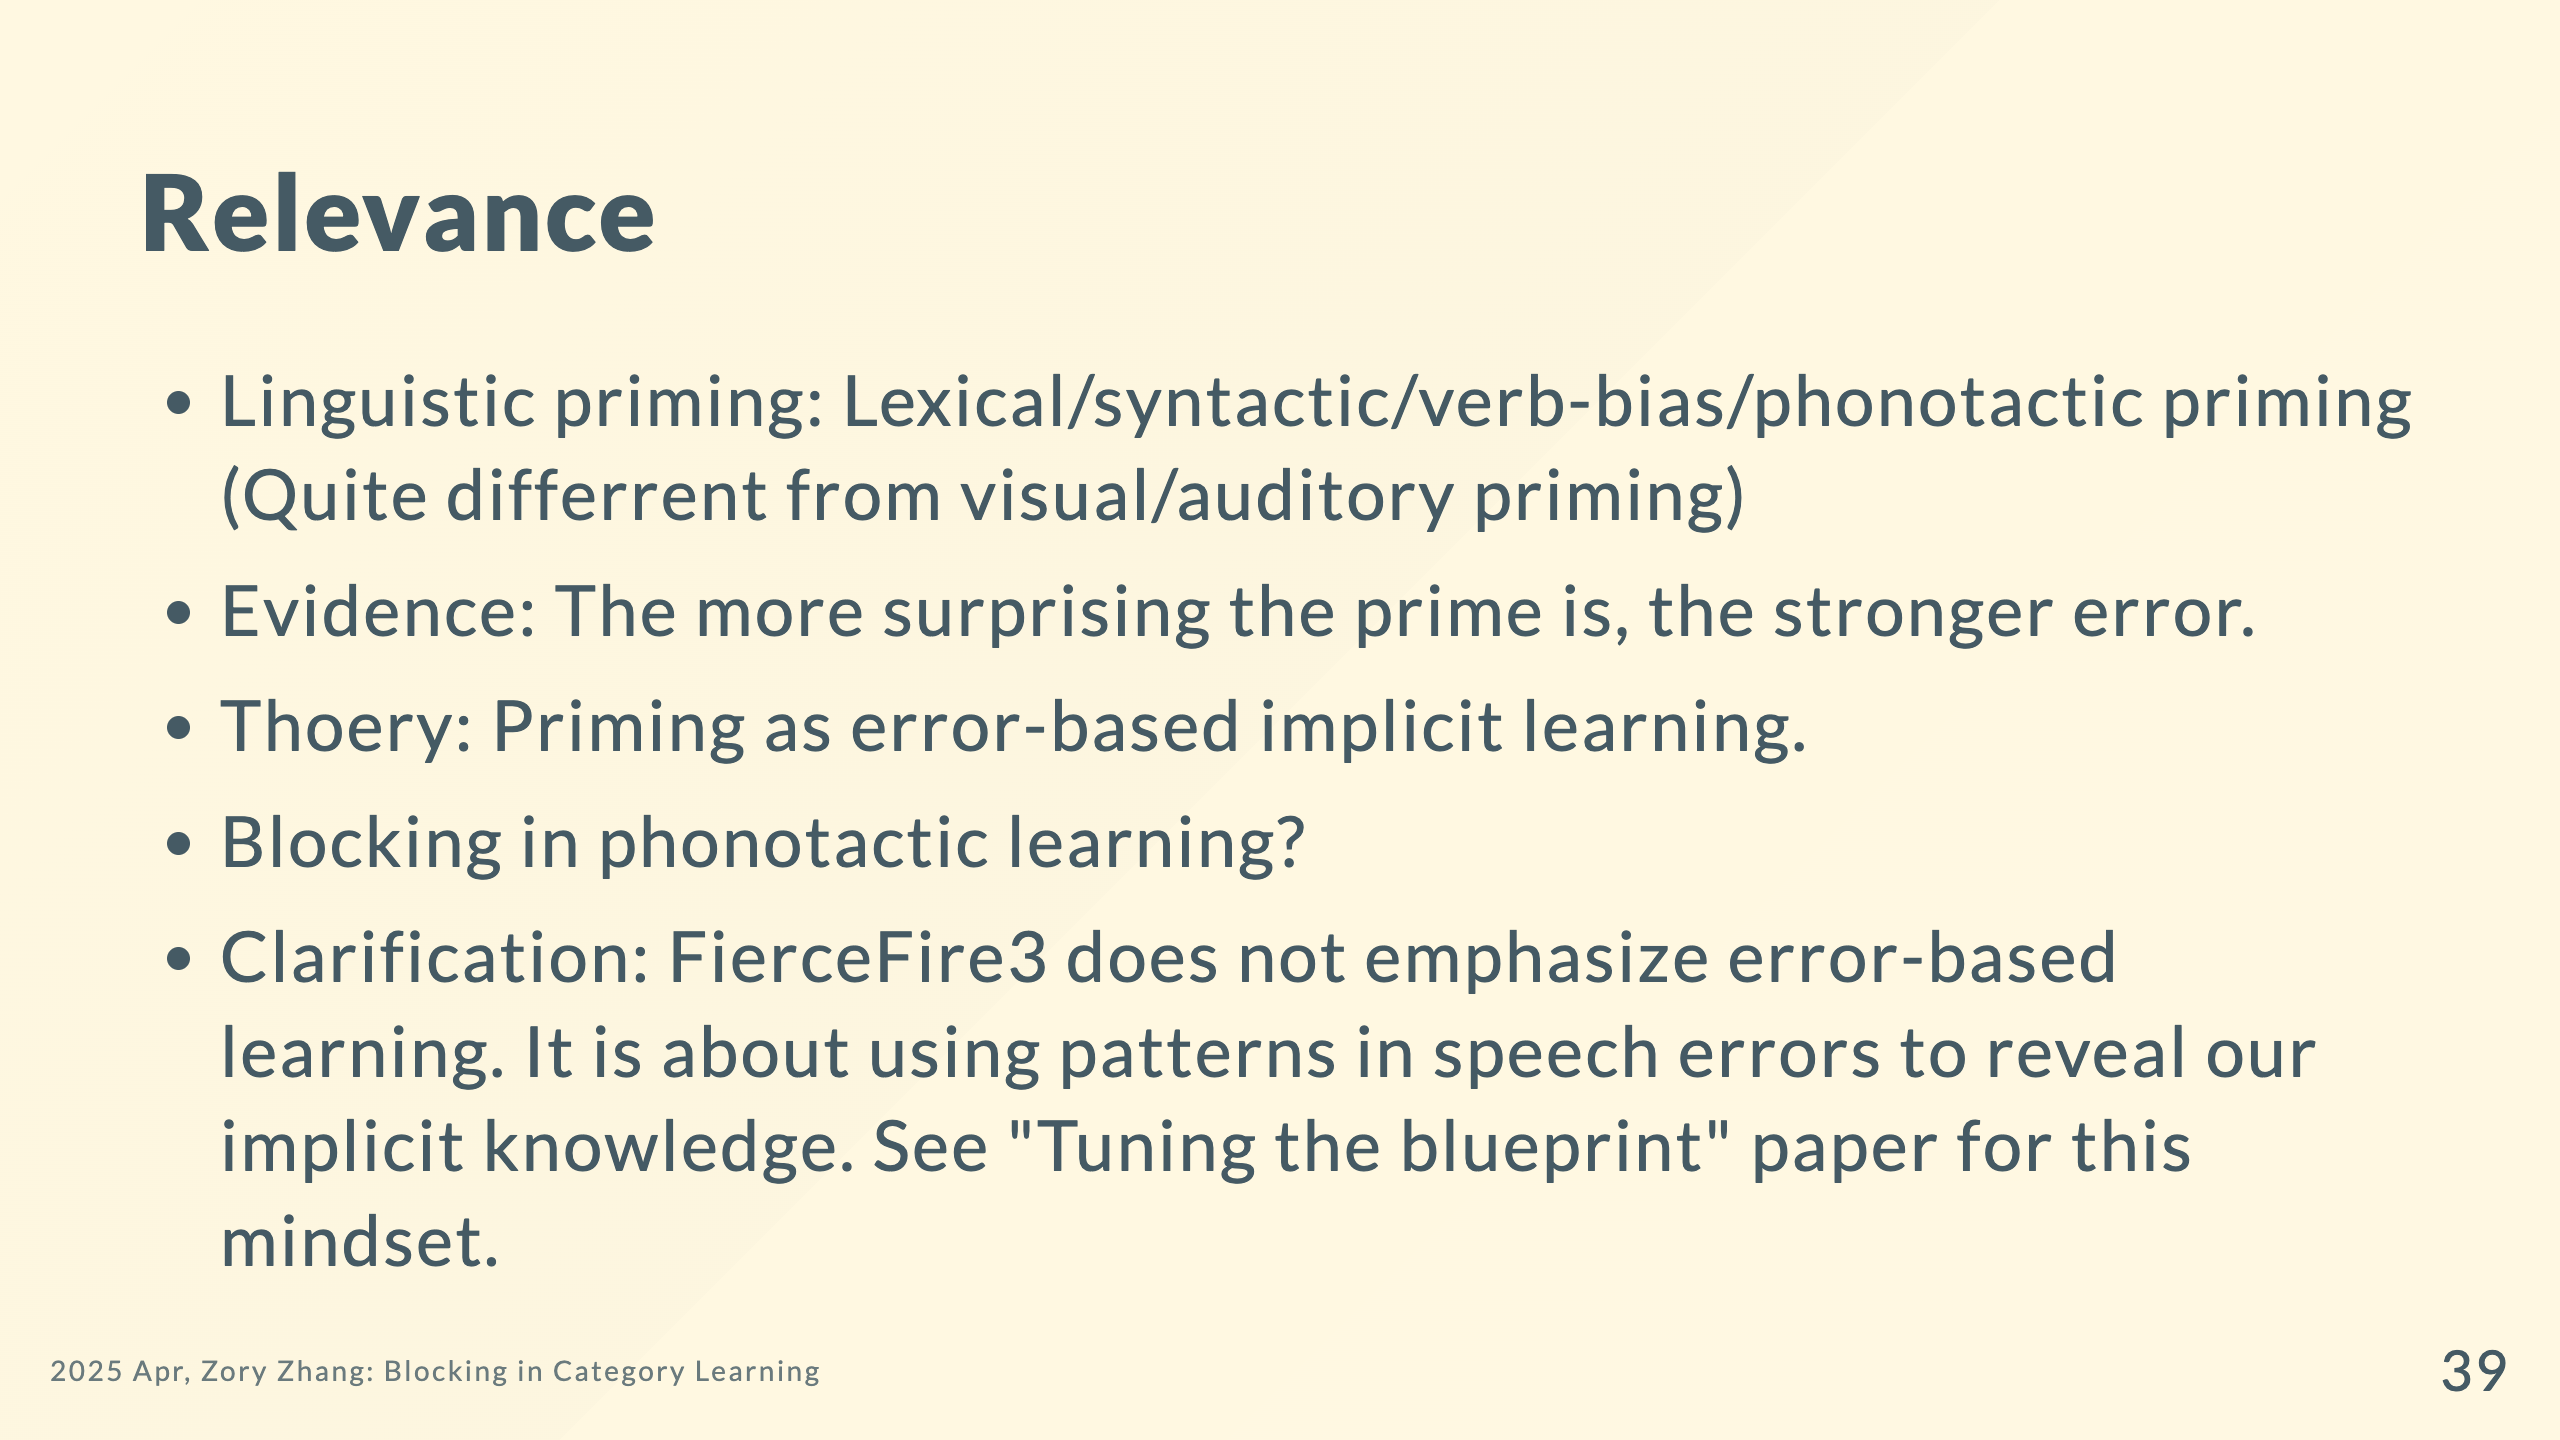 Relevance
• Linguistic priming: Lexical/syntactic/verb-bias/phonotactic priming
(Quite differrent from visual/auditory priming)
• Evidence: The more surprising the prime is, the stronger error.
• Thoery: Priming as error-based implicit learning.
• Blocking in phonotactic learning?
• Clarification: FierceFire3 does not emphasize error-based
learning. It is about using patterns in speech errors to reveal our
implicit knowledge. See "Tuning the blueprint" paper for this
mindset.
2025 Apr, Zory Zhang: Blocking in Category Learning
39